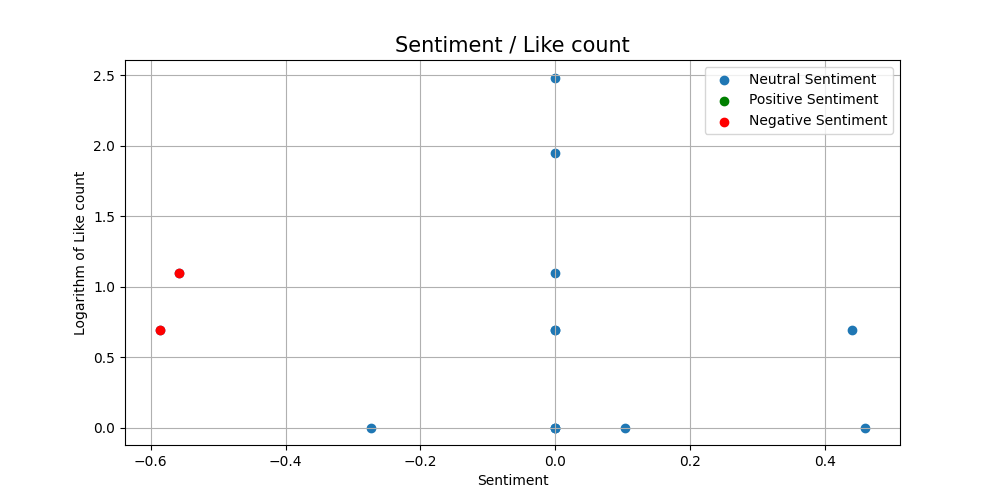 Sentiment / Like count
Neutral Sentiment
Positive Sentiment
Negative Sentiment
Logarithm of Like count
2.5
2.0
1.5
1.0
0.5
0.0
−0.6 −0.4 −0.2 0.0 0.2 0.4
Sentiment